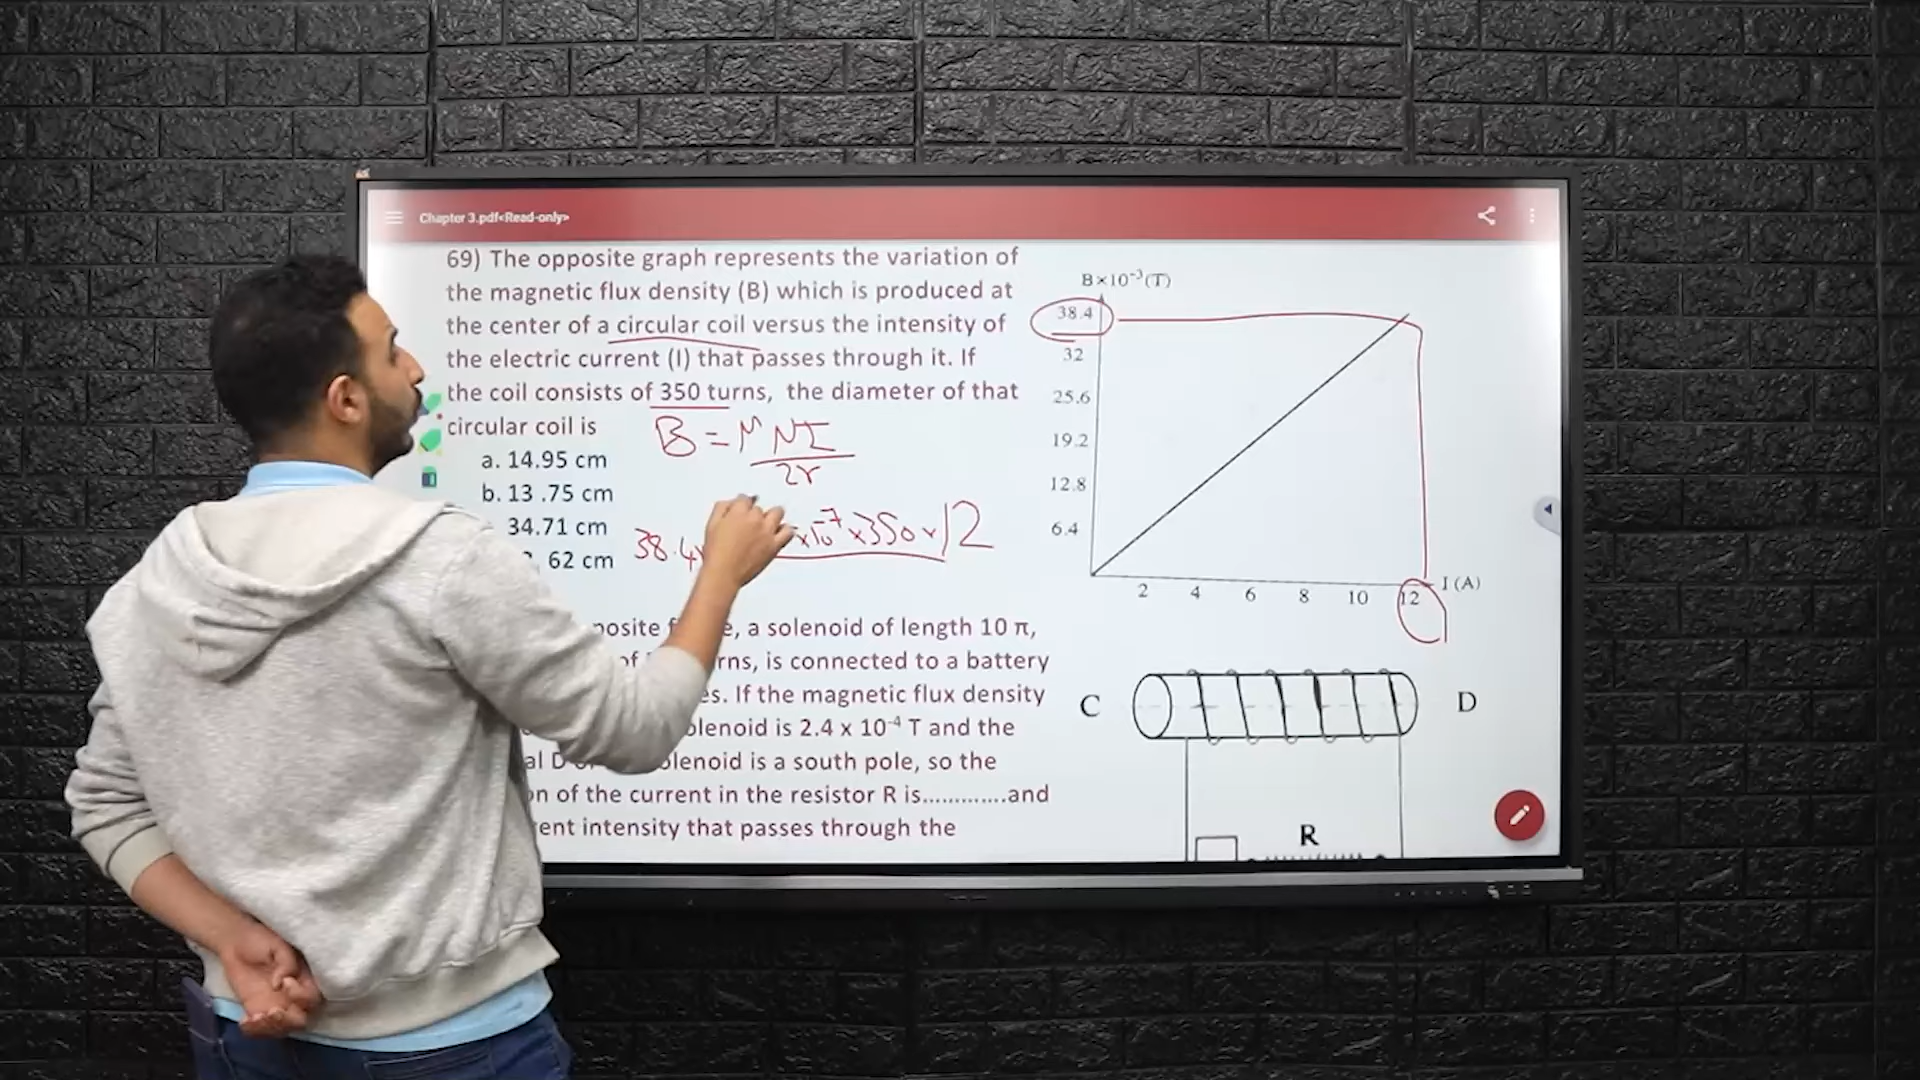 Chapter 3.pdf<Read-only>
69) The opposite graph represents the variation of
the magnetic flux density (B) which is produced at
the center of a circular coil versus the intensity of
the electric current (I) that passes through it. If
the coil consists of 350 turns, the diameter of that
circular coil is
a. 14.95 cm
b. 13 .75 cm
34.71 cm
62 cm
B = μ NI
2r
38.4×
×10⁻⁷ ×350×12
B×10⁻³(T)
38.4
32
25.6
19.2
12.8
6.4
2 4 6 8 10 12 I (A)
a solenoid of length 10 π,
is connected to a battery
If the magnetic flux density
solenoid is 2.4 x 10⁻⁴ T and the
D solenoid is a south pole, so the
of the current in the resistor R is.............and
intensity that passes through the
C
D
R